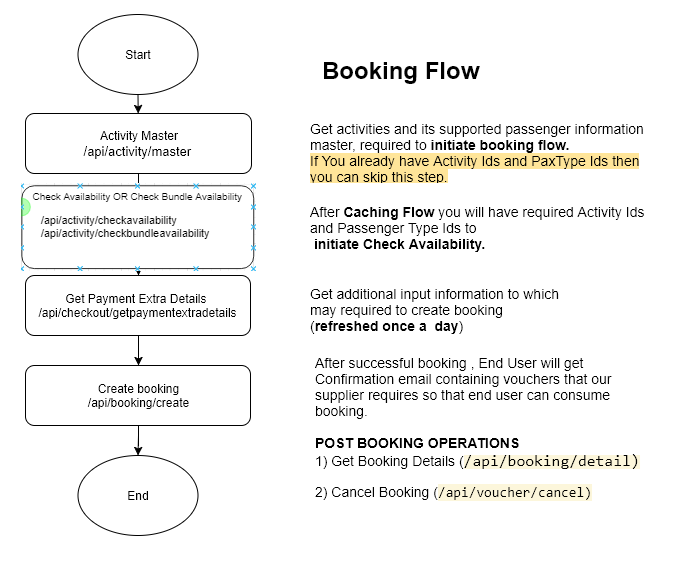 Start
Booking Flow
Activity Master
/api/activity/master
Get activities and its supported passenger information
master, required to initiate booking flow.
If You already have Activity Ids and PaxType Ids then
you can skip this step.
Check Availability OR Check Bundle Availability
/api/activity/checkavailability
/api/activity/checkbundleavailability
After Caching Flow you will have required Activity Ids
and Passenger Type Ids to
initiate Check Availability.
Get Payment Extra Details
/api/checkout/getpaymentextradetails
Get additional input information to which
may required to create booking
(refreshed once a  day)
Create booking
/api/booking/create
After successful booking , End User will get
Confirmation email containing vouchers that our
supplier requires so that end user can consume
booking.
End
POST BOOKING OPERATIONS
1) Get Booking Details (/api/booking/detail)
2) Cancel Booking (/api/voucher/cancel)